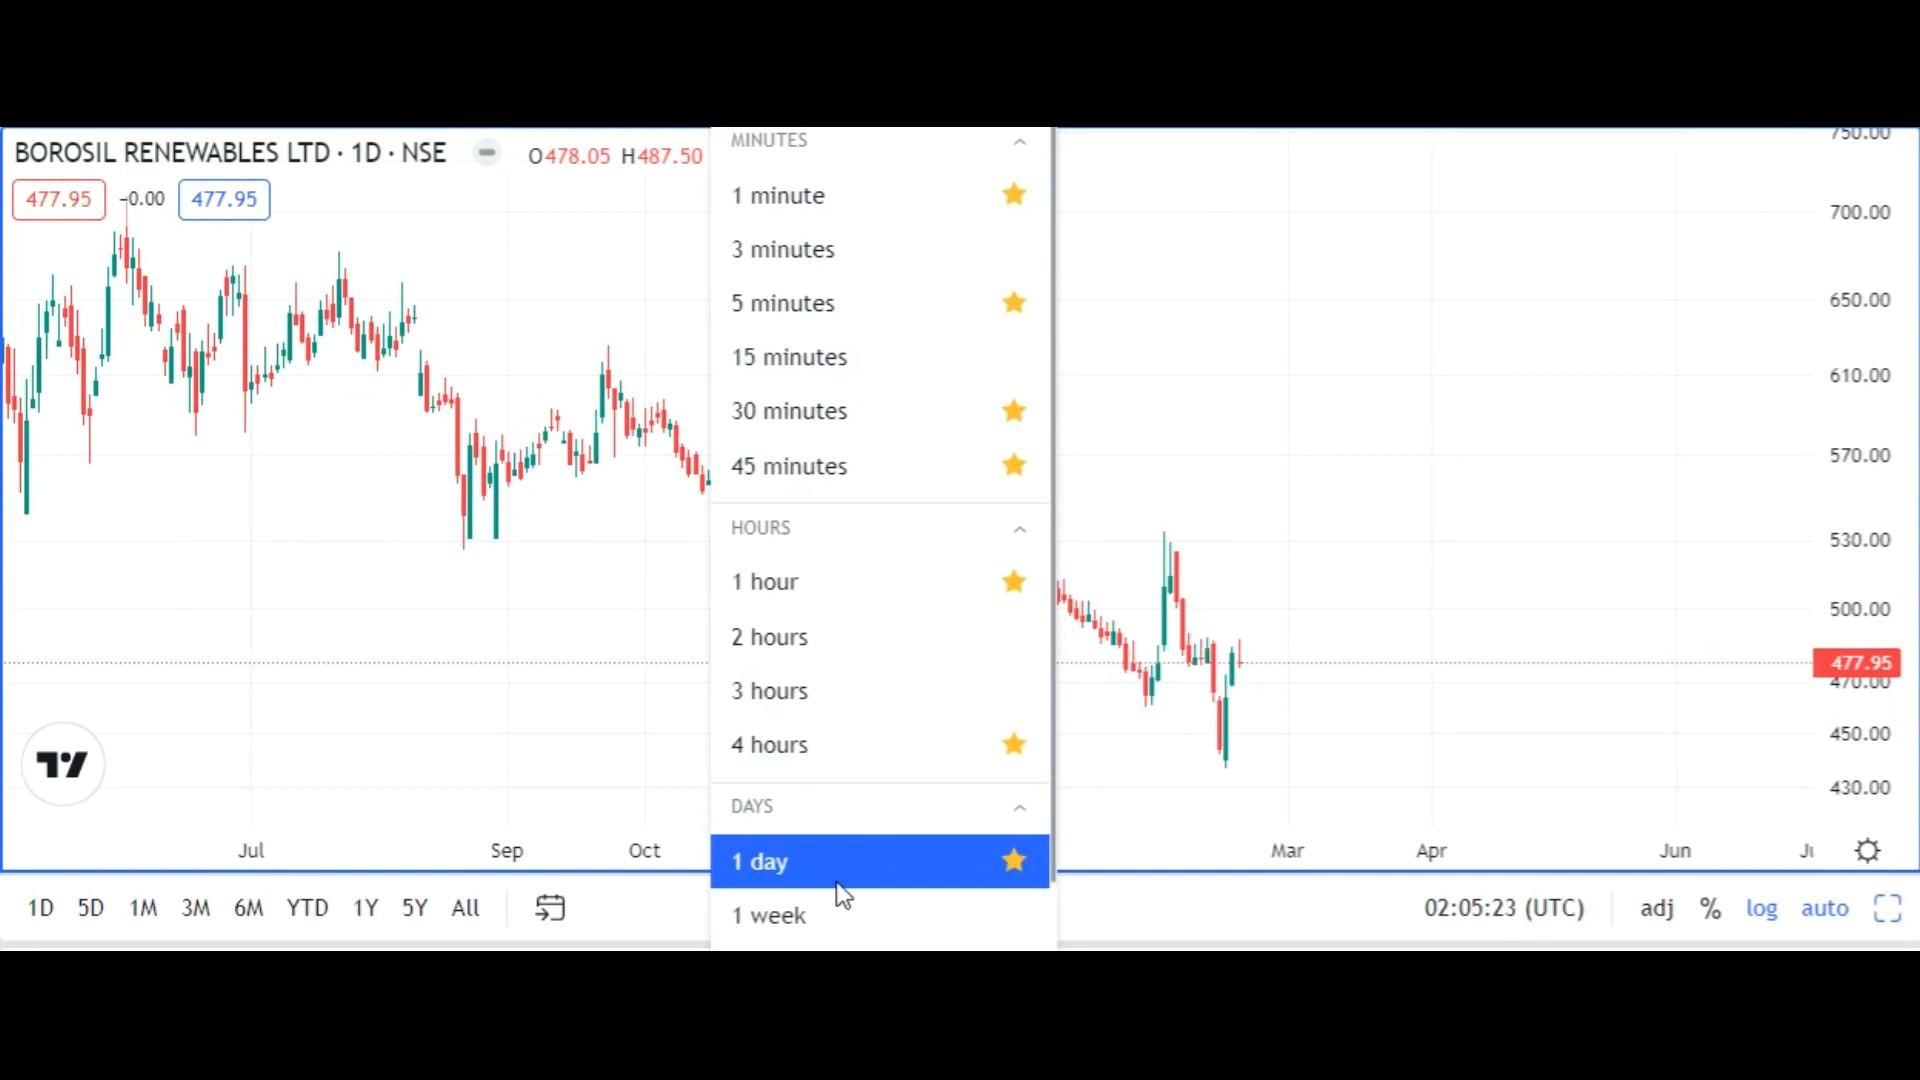 BOROSIL RENEWABLES LTD · 1D · NSE
O478.05 H487.50
477.95 −0.00 477.95
MINUTES
1 minute
3 minutes
5 minutes
15 minutes
30 minutes
45 minutes
HOURS
1 hour
2 hours
3 hours
4 hours
DAYS
1 day
1 week
750.00
700.00
650.00
610.00
570.00
530.00
500.00
477.95
470.00
450.00
430.00
Jul Sep Oct Mar Apr Jun
1D 5D 1M 3M 6M YTD 1Y 5Y All
02:05:23 (UTC) adj % log auto